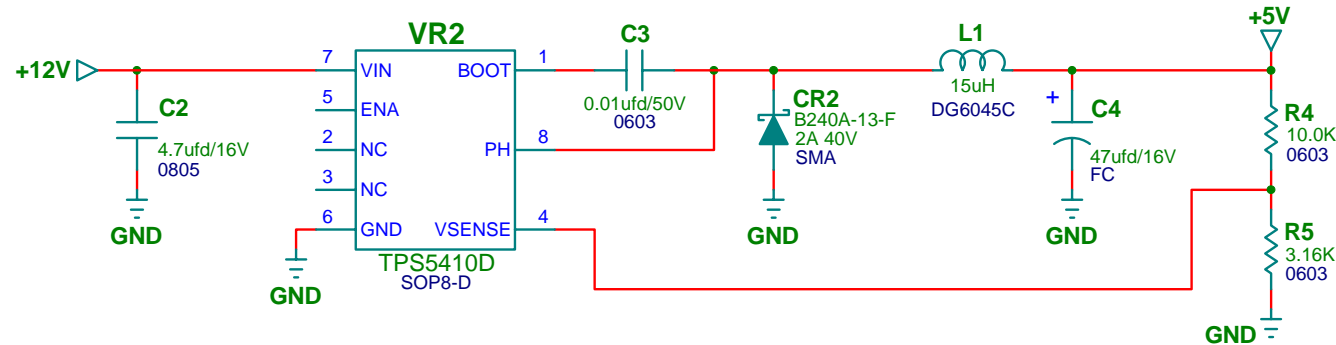 +12V
C2
4.7ufd/16V
0805
GND
VR2
7
VIN
5
ENA
2
NC
3
NC
6
GND
BOOT
1
PH
8
VSENSE
4
TPS5410D
SOP8-D
GND
C3
0.01ufd/50V
0603
CR2
B240A-13-F
2A 40V
SMA
GND
L1
15uH
DG6045C
+
C4
47ufd/16V
FC
GND
+5V
R4
10.0K
0603
R5
3.16K
0603
GND